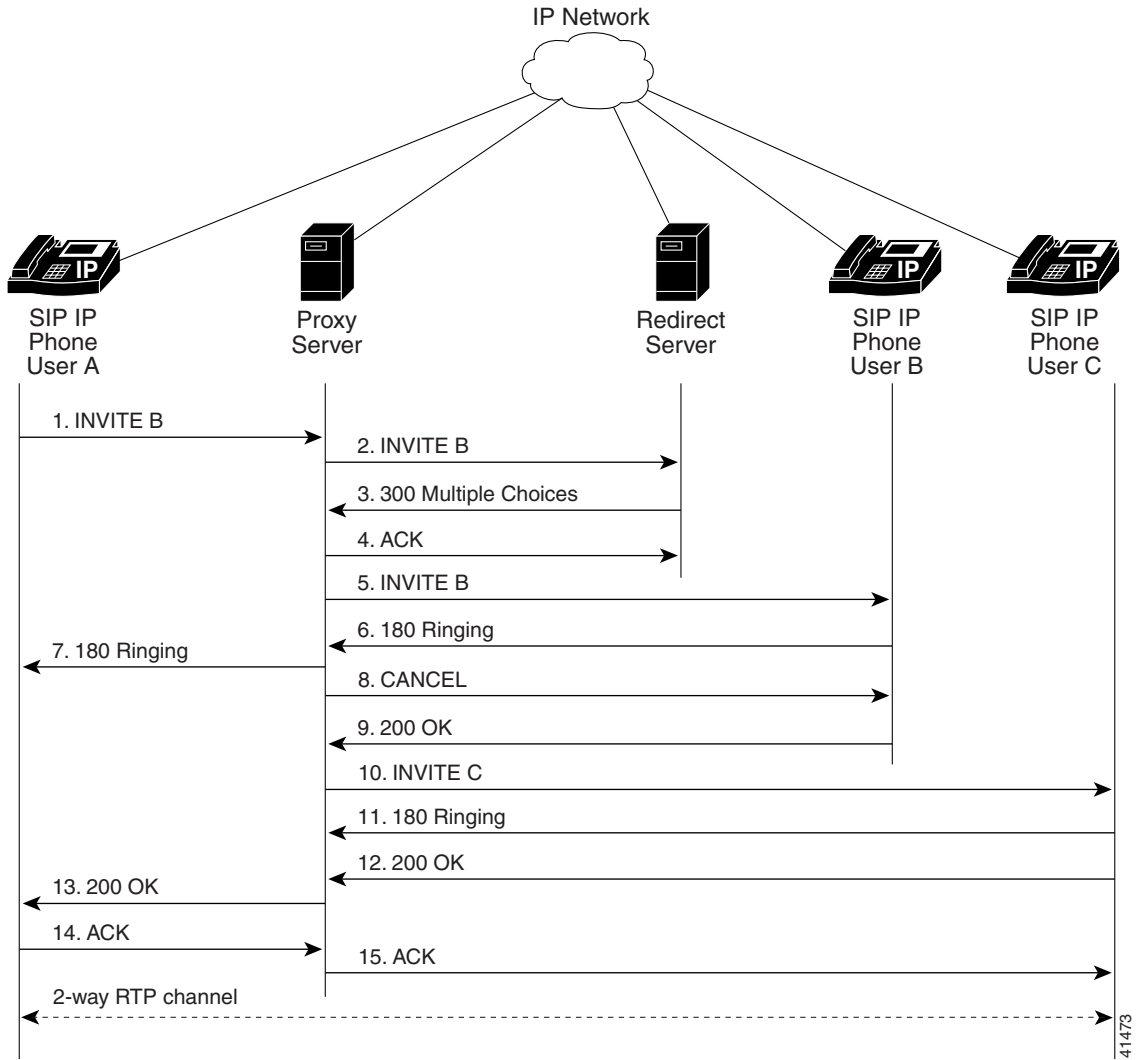 IP Network
IP
IP
IP
SIP IP
Phone
User A
Proxy
Server
Redirect
Server
SIP IP
Phone
User B
SIP IP
Phone
User C
1. INVITE B
2. INVITE B
3. 300 Multiple Choices
4. ACK
5. INVITE B
6. 180 Ringing
7. 180 Ringing
8. CANCEL
9. 200 OK
10. INVITE C
11. 180 Ringing
12. 200 OK
13. 200 OK
14. ACK
15. ACK
2-way RTP channel
41473